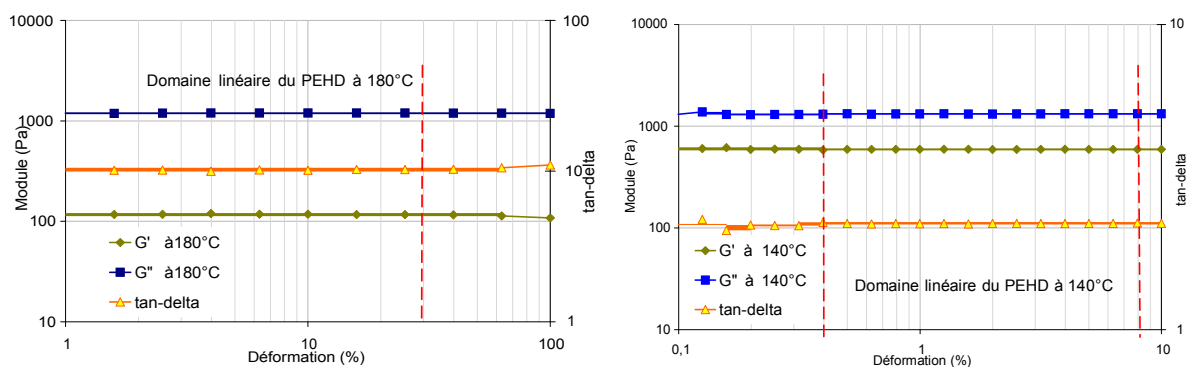 10000
1000
100
10
Module (Pa)
100
10
1
tan-delta
Domaine linéaire du PEHD à 180°C
G' à180°C
G" à180°C
tan-delta
1
10
100
Déformation (%)
10000
1000
100
10
Module (Pa)
10
1
tan-delta
G' à 140°C
G" à 140°C
tan-delta
Domaine linéaire du PEHD à 140°C
0,1
1
10
Déformation (%)